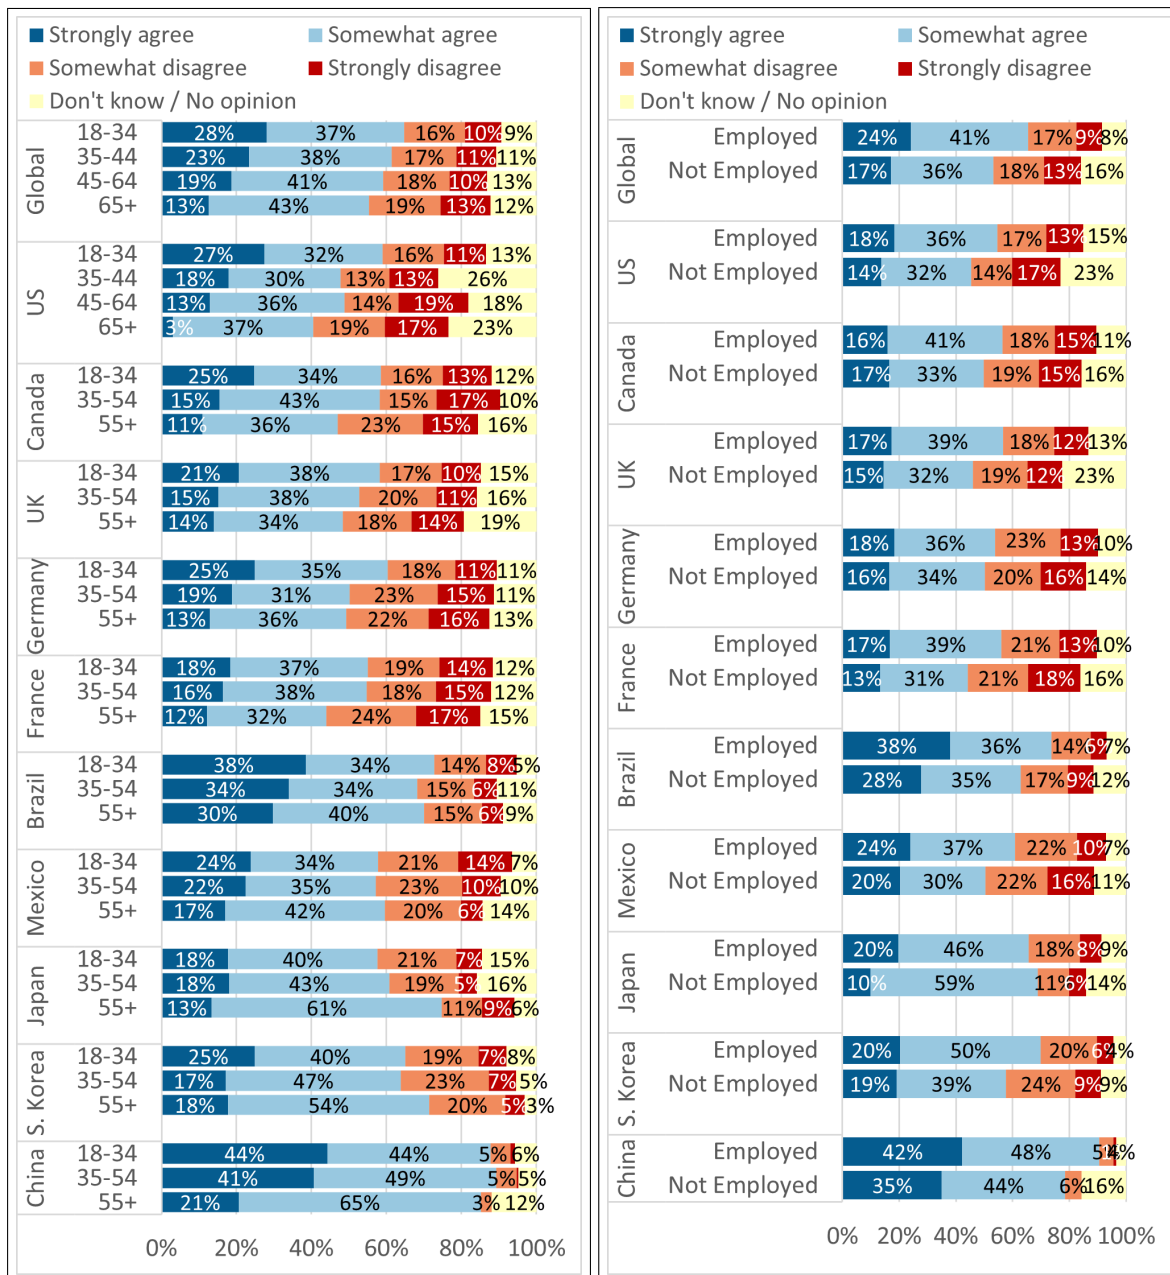 Strongly agree Somewhat agree
Somewhat disagree Strongly disagree
Don't know / No opinion
Global
18-34 28% 37% 16% 10% 9%
35-44 23% 38% 17% 11% 11%
45-64 19% 41% 18% 10% 13%
65+ 13% 43% 19% 13% 12%
US
18-34 27% 32% 16% 11% 13%
35-44 18% 30% 13% 13% 26%
45-64 13% 36% 14% 19% 18%
65+ 3% 37% 19% 17% 23%
Canada
18-34 25% 34% 16% 13% 12%
35-54 15% 43% 15% 17% 10%
55+ 11% 36% 23% 15% 16%
UK
18-34 21% 38% 17% 10% 15%
35-54 15% 38% 20% 11% 16%
55+ 14% 34% 18% 14% 19%
Germany
18-34 25% 35% 18% 11% 11%
35-54 19% 31% 23% 15% 11%
55+ 13% 36% 22% 16% 13%
France
18-34 18% 37% 19% 14% 12%
35-54 16% 38% 18% 15% 12%
55+ 12% 32% 24% 17% 15%
Brazil
18-34 38% 34% 14% 8% 5%
35-54 34% 34% 15% 6% 11%
55+ 30% 40% 15% 6% 9%
Mexico
18-34 24% 34% 21% 14% 7%
35-54 22% 35% 23% 10% 10%
55+ 17% 42% 20% 6% 14%
Japan
18-34 18% 40% 21% 7% 15%
35-54 18% 43% 19% 5% 16%
55+ 13% 61% 11% 9% 6%
S. Korea
18-34 25% 40% 19% 7% 8%
35-54 17% 47% 23% 7% 5%
55+ 18% 54% 20% 5% 3%
China
18-34 44% 44% 5% 6%
35-54 41% 49% 5% 5%
55+ 21% 65% 3% 12%
0% 20% 40% 60% 80% 100%
Strongly agree Somewhat agree
Somewhat disagree Strongly disagree
Don't know / No opinion
Global
Employed 24% 41% 17% 9% 8%
Not Employed 17% 36% 18% 13% 16%
US
Employed 18% 36% 17% 13% 15%
Not Employed 14% 32% 14% 17% 23%
Canada
Employed 16% 41% 18% 15% 11%
Not Employed 17% 33% 19% 15% 16%
UK
Employed 17% 39% 18% 12% 13%
Not Employed 15% 32% 19% 12% 23%
Germany
Employed 18% 36% 23% 13% 10%
Not Employed 16% 34% 20% 16% 14%
France
Employed 17% 39% 21% 13% 10%
Not Employed 13% 31% 21% 18% 16%
Brazil
Employed 38% 36% 14% 6% 7%
Not Employed 28% 35% 17% 9% 12%
Mexico
Employed 24% 37% 22% 10% 7%
Not Employed 20% 30% 22% 16% 11%
Japan
Employed 20% 46% 18% 8% 9%
Not Employed 10% 59% 11% 6% 14%
S. Korea
Employed 20% 50% 20% 6% 4%
Not Employed 19% 39% 24% 9% 9%
China
Employed 42% 48% 5% 4%
Not Employed 35% 44% 6% 16%
0% 20% 40% 60% 80% 100%